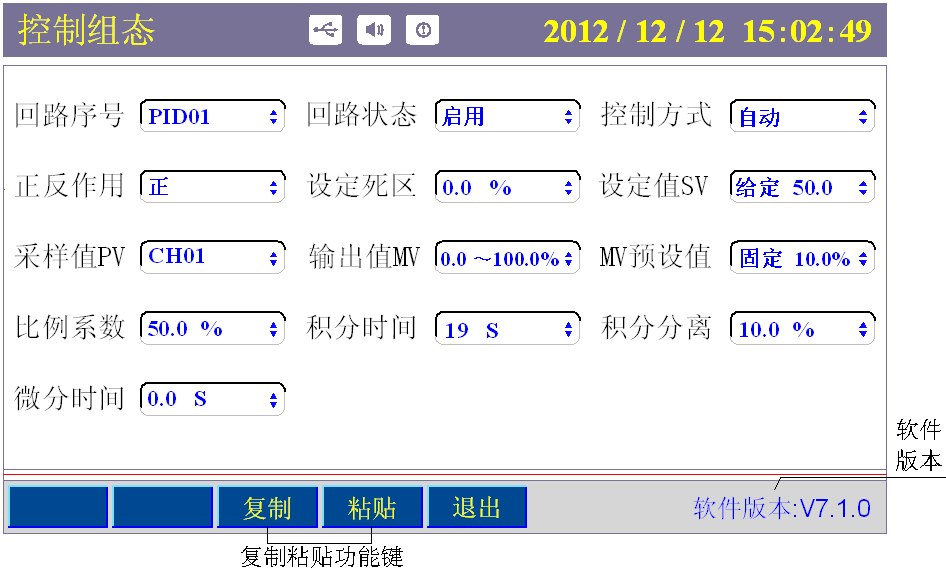 控制组态 2012 / 12 / 12 15:02:49
回路序号 PID01 回路状态 启用 控制方式 自动
正反作用 正 设定死区 0.0 % 设定值SV 给定 50.0
采样值PV CH01 输出值MV 0.0 ~100.0% MV预设值 固定 10.0%
比例系数 50.0 % 积分时间 19 S 积分分离 10.0 %
微分时间 0.0 S
软件
版本
复制 粘贴 退出 软件版本:V7.1.0
复制粘贴功能键